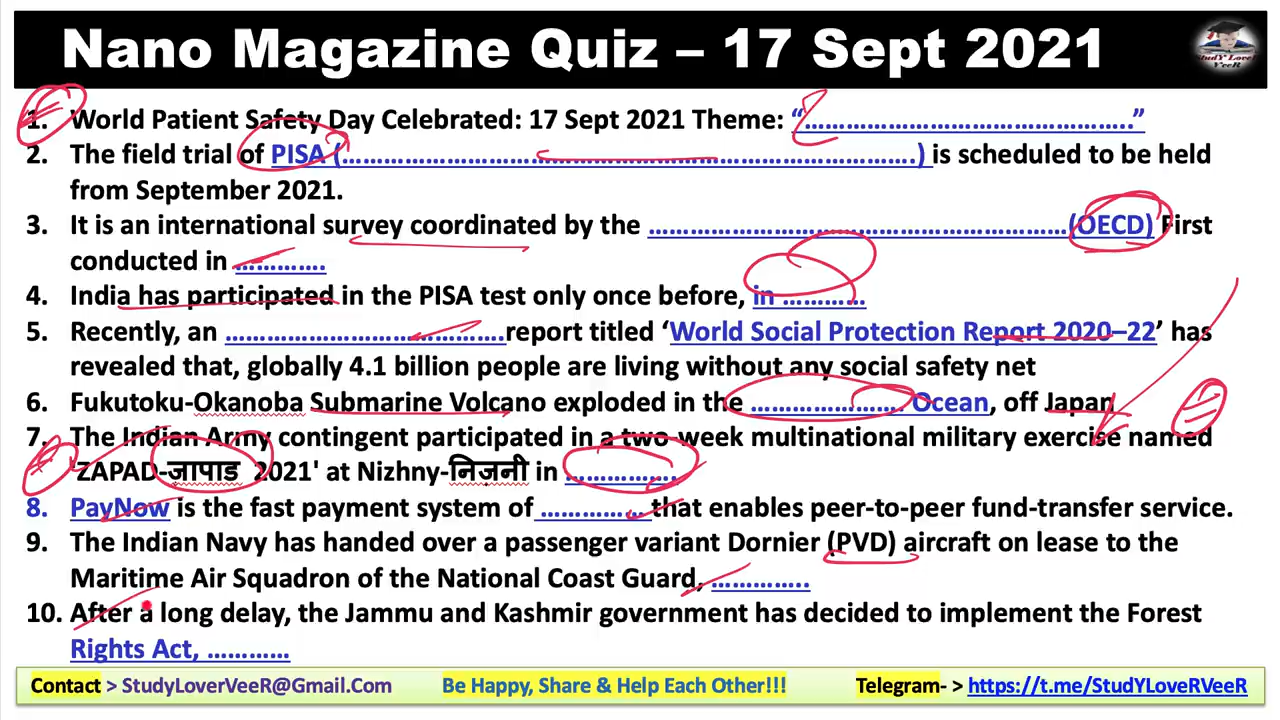 Nano Magazine Quiz – 17 Sept 2021
StudY LoveR
VeeR
1. World Patient Safety Day Celebrated: 17 Sept 2021 Theme: “……………………………………….”
2. The field trial of PISA (……………………………………………………………….) is scheduled to be held
from September 2021.
3. It is an international survey coordinated by the ……………………………………………… (OECD) First
conducted in ………….
4. India has participated in the PISA test only once before, in …………
5. Recently, an ………………………………….report titled ‘World Social Protection Report 2020–22’ has
revealed that, globally 4.1 billion people are living without any social safety net
6. Fukutoku-Okanoba Submarine Volcano exploded in the …………………. Ocean, off Japan
7. The Indian Army contingent participated in a two-week multinational military exercise named
'ZAPAD-जापाड 2021' at Nizhny-निजनी in …………….
8. PayNow is the fast payment system of …………… that enables peer-to-peer fund-transfer service.
9. The Indian Navy has handed over a passenger variant Dornier (PVD) aircraft on lease to the
Maritime Air Squadron of the National Coast Guard, …………..
10. After a long delay, the Jammu and Kashmir government has decided to implement the Forest
Rights Act, …………
Contact > StudyLoverVeeR@Gmail.Com Be Happy, Share & Help Each Other!!! Telegram- > https://t.me/StudYLoveRVeeR